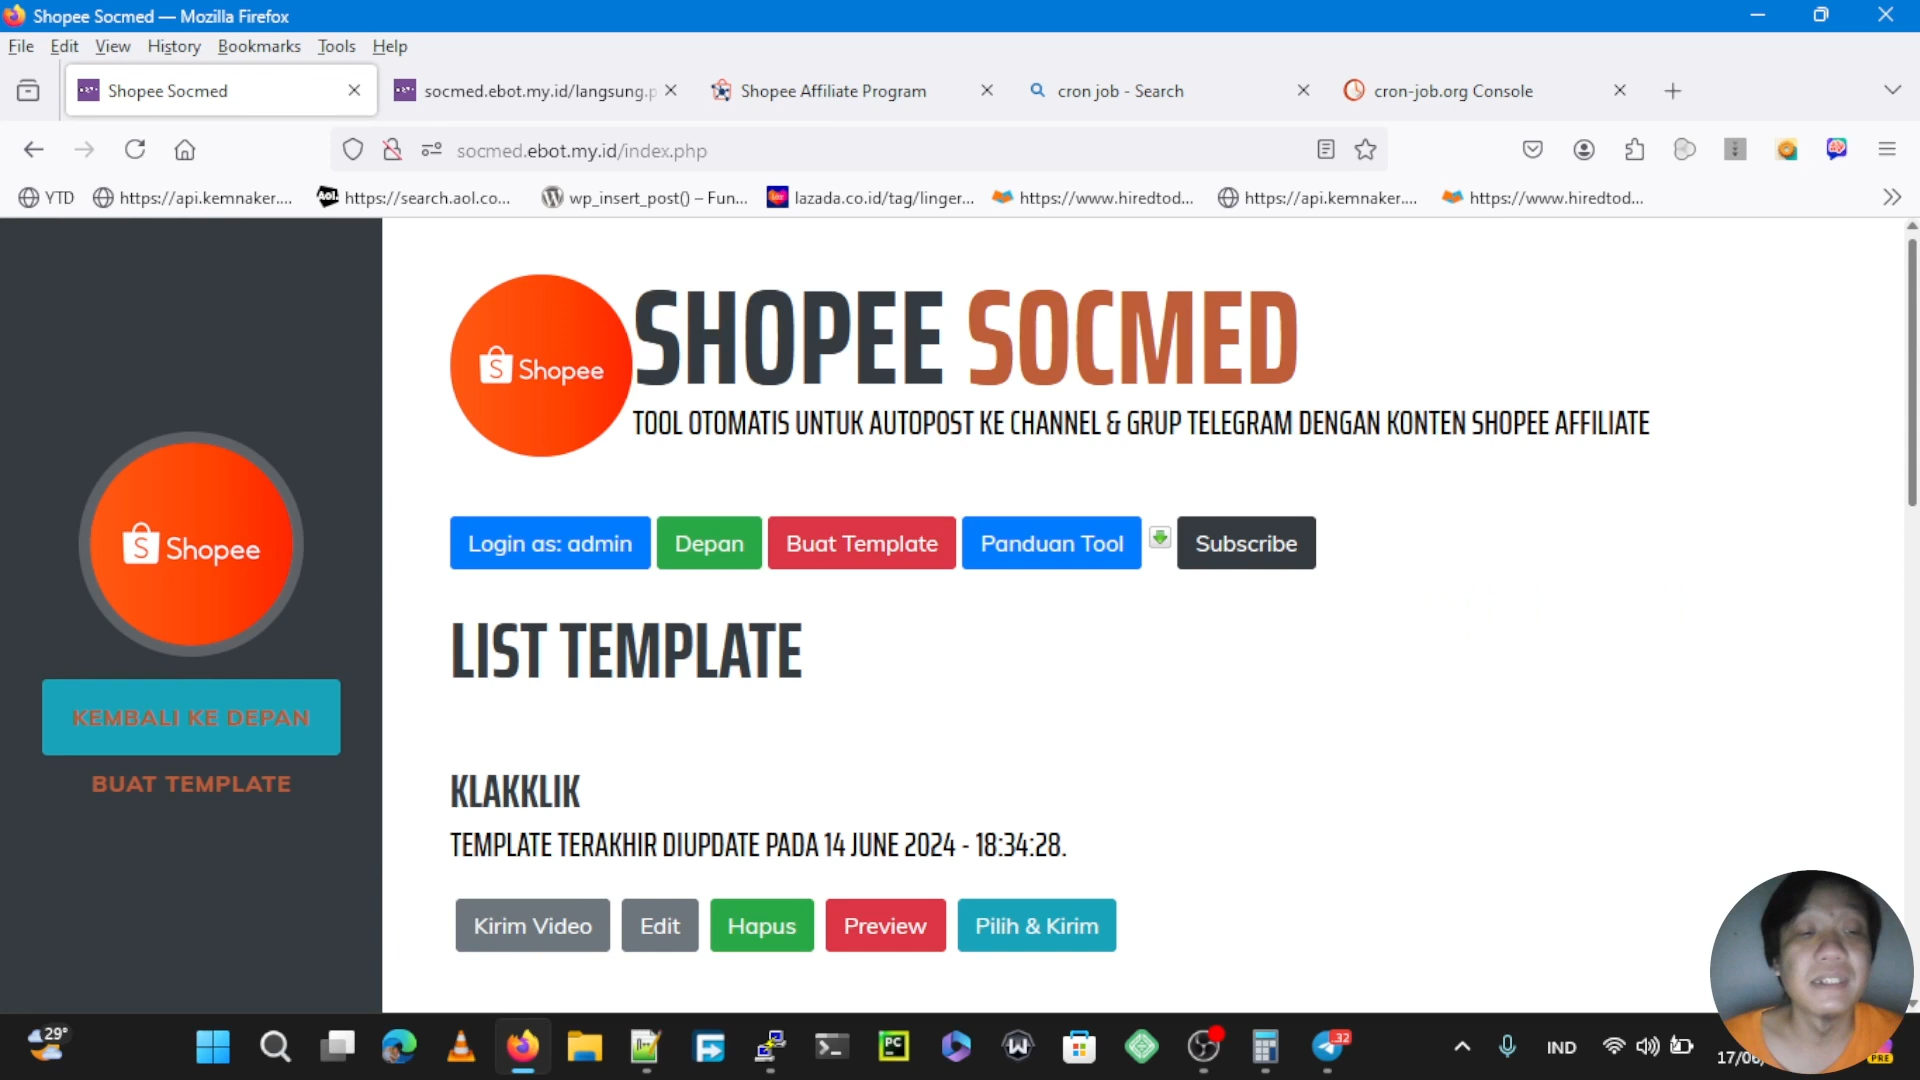 Shopee Socmed — Mozilla Firefox
File Edit View History Bookmarks Tools Help
Shopee Socmed
socmed.ebot.my.id/langsung.p
Shopee Affiliate Program
cron job - Search
cron-job.org Console
socmed.ebot.my.id/index.php
YTD
https://api.kemnaker....
https://search.aol.co...
wp_insert_post() – Fun...
lazada.co.id/tag/linger...
https://www.hiredtod...
https://api.kemnaker....
https://www.hiredtod...
Shopee
SHOPEE SOCMED
TOOL OTOMATIS UNTUK AUTOPOST KE CHANNEL & GRUP TELEGRAM DENGAN KONTEN SHOPEE AFFILIATE
Login as: admin
Depan
Buat Template
Panduan Tool
Subscribe
Shopee
KEMBALI KE DEPAN
BUAT TEMPLATE
LIST TEMPLATE
KLAKKLIK
TEMPLATE TERAKHIR DIUPDATE PADA 14 JUNE 2024 - 18:34:28.
Kirim Video
Edit
Hapus
Preview
Pilih & Kirim
29°
PC
32
IND
PRE